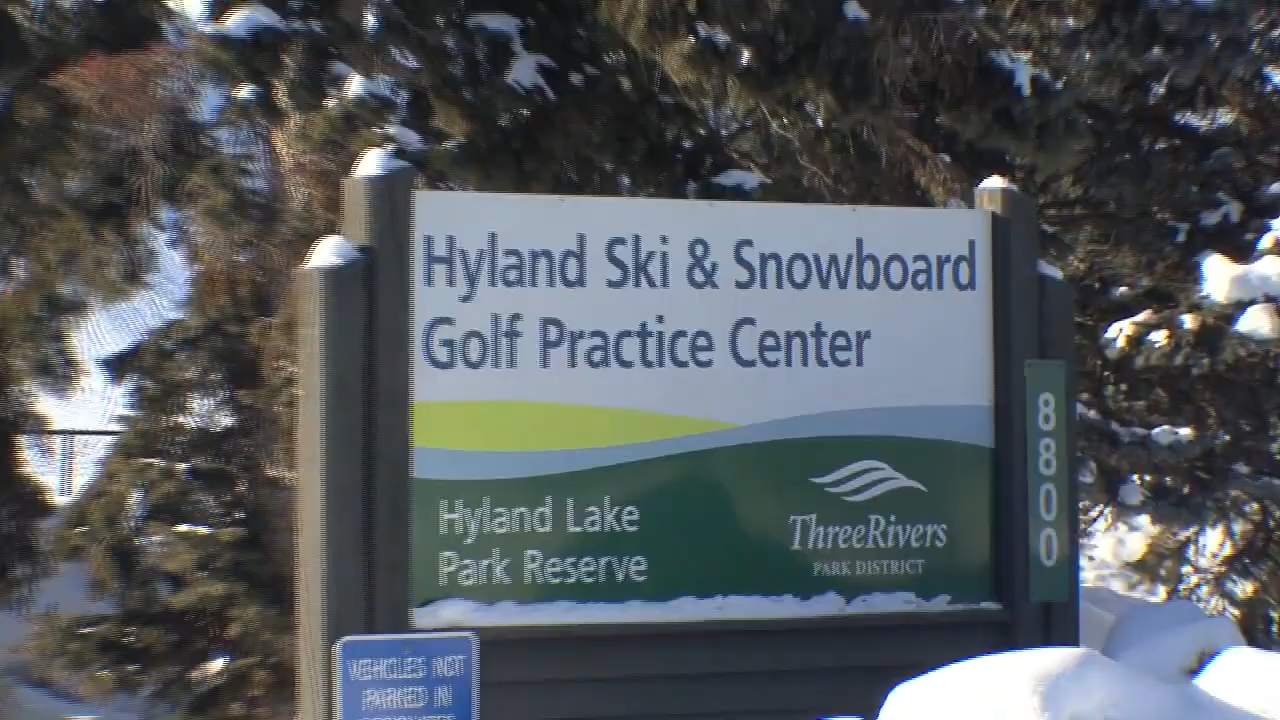 Hyland Ski & Snowboard
Golf Practice Center
Hyland Lake
Park Reserve
ThreeRivers
PARK DISTRICT
8800
VEHICLES NOT
PARKED IN